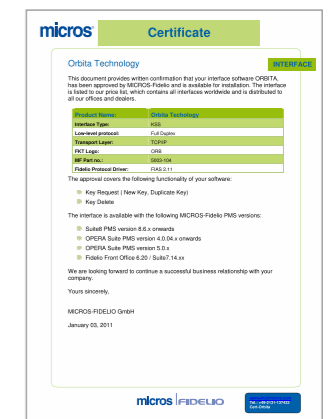 micros
Certificate
Orbita Technology
INTERFACE
This document provides written confirmation that your interface software ORBITA,
has been approved by MICROS-Fidelio and is available for installation. The interface
is listed to our price list, which contains all interfaces worldwide and is distributed to
all our offices and dealers.
Product Name: Orbita Techology
Interface Type: KSS
Low-level protocol: Full Duplex
Transport Layer: TCP/IP
FKT Logo: ORB
MF Part no.: 5003-104
Fidelio Protocol Driver: FIAS 2.11
The approval covers the following functionality of your software:
Key Request ( New Key, Duplicate Key)
Key Delete
The interface is available with the following MICROS-Fidelio PMS versions:
Suite8 PMS version 8.6.x onwards
OPERA Suite PMS version 4.0.04.x onwards
OPERA Suite PMS version 5.0.x
Fidelio Front Office 6.20 / Suite7.14.xx
We are looking forward to continue a successful business relationship with your
company.
Yours sincerely,
MICROS-FIDELIO GmbH
January 03, 2011
micros FIDELIO
Cert-Orbita